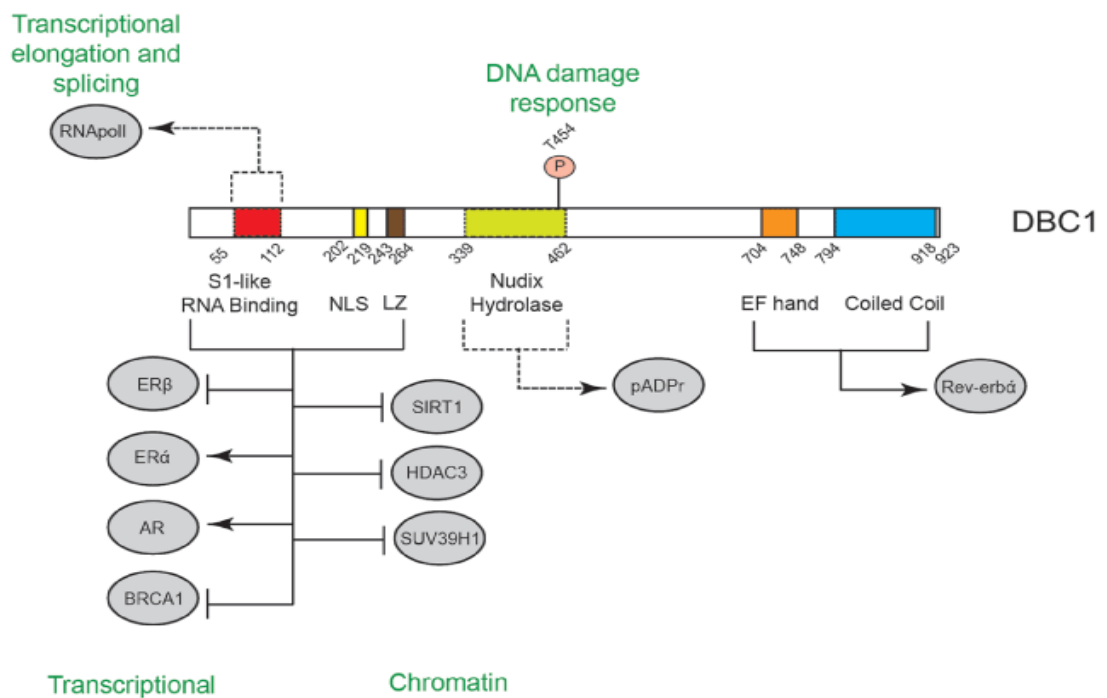 Transcriptional
elongation and
splicing
RNApolI
DNA damage
response
T454
P
DBC1
55
112
202
219
243
264
339
462
704
748
794
918
923
S1-like
RNA Binding
NLS
LZ
Nudix
Hydrolase
EF hand
Coiled Coil
ERβ
ERά
AR
BRCA1
SIRT1
HDAC3
SUV39H1
pADPr
Rev-erbά
Transcriptional
Chromatin